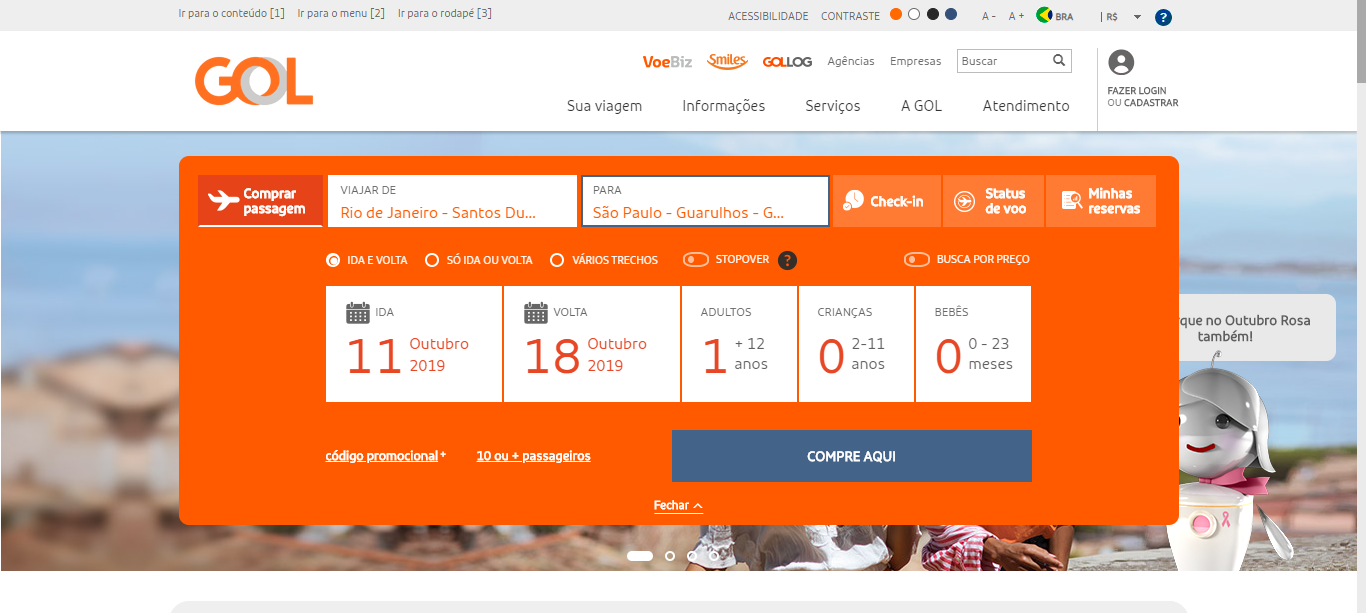 Ir para o conteúdo [1] Ir para o menu [2] Ir para o rodapé [3] ACESSIBILIDADE CONTRASTE A - A + BRA | R$ ?
VoeBiz Smiles GOLLOG Agências Empresas Buscar
GOL
FAZER LOGIN
OU CADASTRAR
Sua viagem Informações Serviços A GOL Atendimento
Comprar passagem
VIAJAR DE
Rio de Janeiro - Santos Du...
PARA
São Paulo - Guarulhos - G...
Check-in
Status de voo
Minhas reservas
IDA E VOLTA SÓ IDA OU VOLTA VÁRIOS TRECHOS STOPOVER ? BUSCA POR PREÇO
IDA
11 Outubro 2019
VOLTA
18 Outubro 2019
ADULTOS
1 + 12 anos
CRIANÇAS
0 2-11 anos
BEBÊS
0 0 - 23 meses
que no Outubro Rosa
também!
código promocional+ 10 ou + passageiros COMPRE AQUI
Fechar